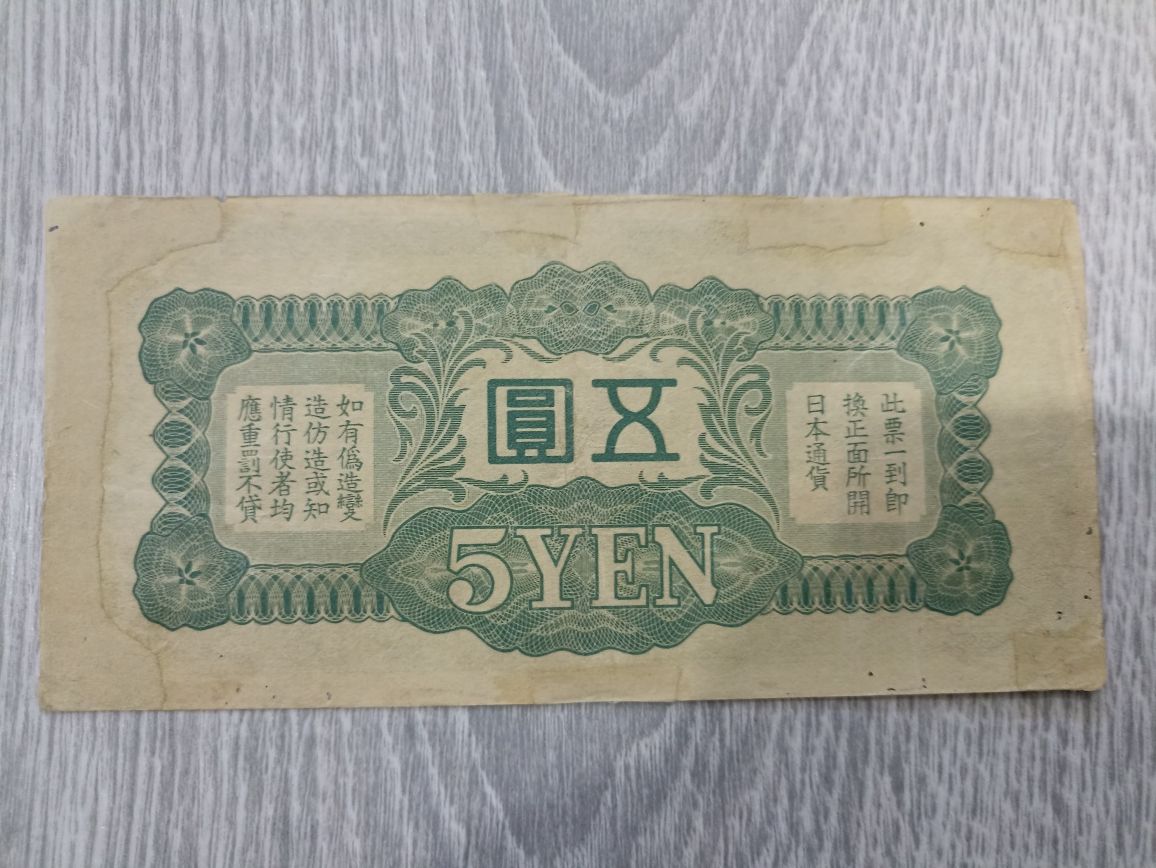 五圓
此票一到卽
換正面所開
日本通貨
如有僞造變
造仿造或知
情行使者均
應重罰不貸
5YEN